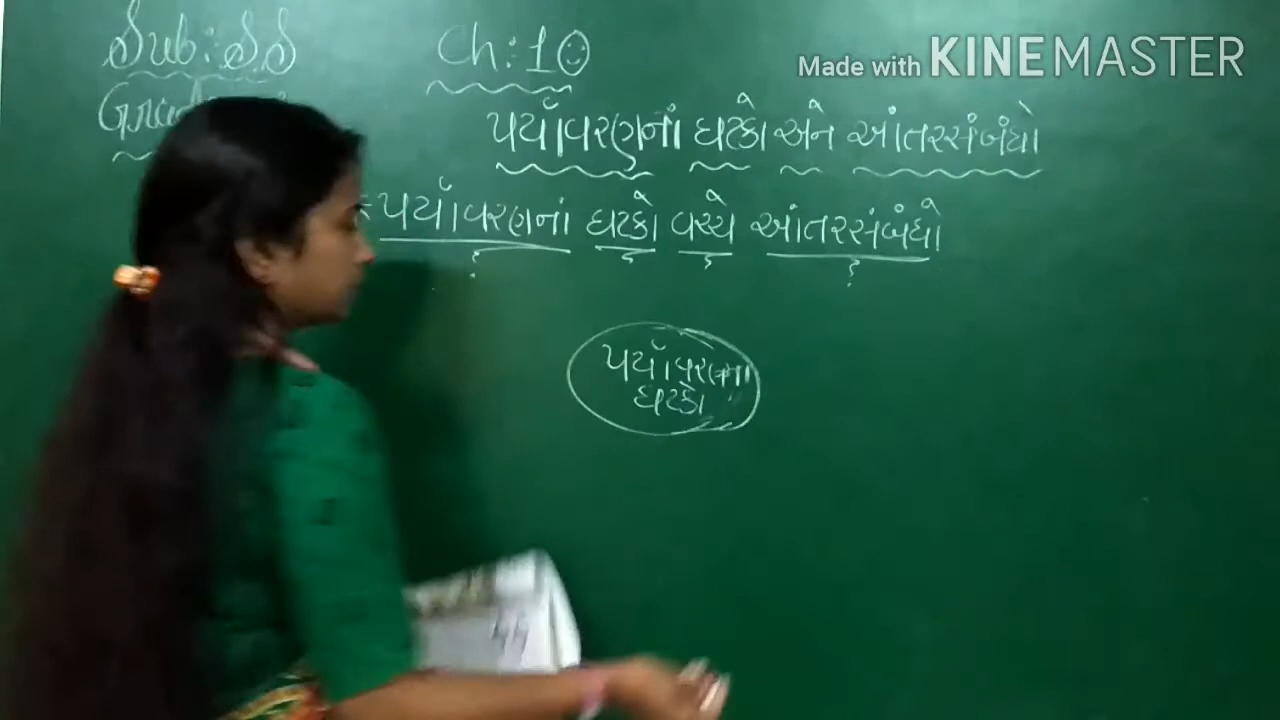 Sub: S.S
Ch: 10
Made with KINEMASTER
પર્યાવરણનાં ઘટકો અને આંતરસંબંધો
પર્યાવરણનાં ઘટકો વચ્ચે આંતરસંબંધો
પર્યાવરણના
ઘટકો